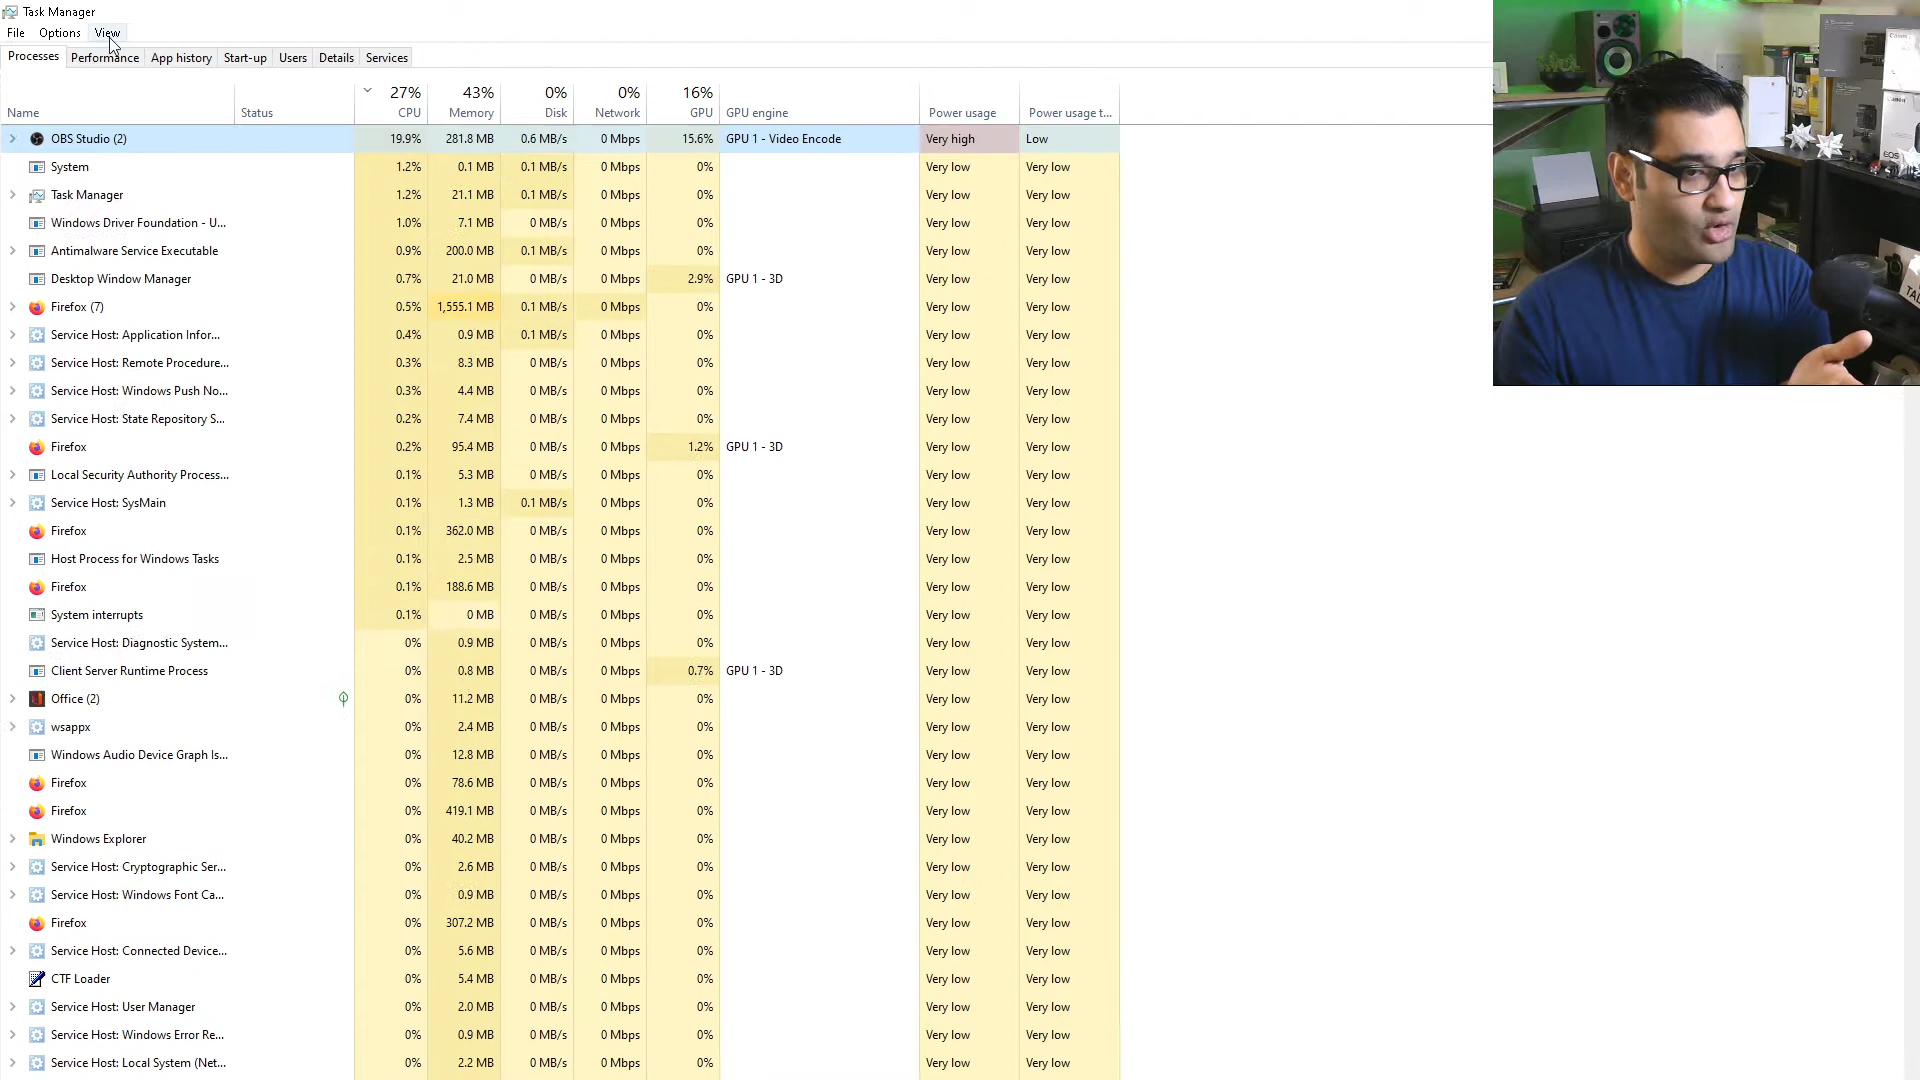 Task Manager
File Options View
Processes Performance App history Start-up Users Details Services
27% 43% 0% 0% 16%
Name Status CPU Memory Disk Network GPU GPU engine Power usage Power usage t...
OBS Studio (2) 19.9% 281.8 MB 0.6 MB/s 0 Mbps 15.6% GPU 1 - Video Encode Very high Low
System 1.2% 0.1 MB 0.1 MB/s 0 Mbps 0% Very low Very low
Task Manager 1.2% 21.1 MB 0.1 MB/s 0 Mbps 0% Very low Very low
Windows Driver Foundation - U... 1.0% 7.1 MB 0 MB/s 0 Mbps 0% Very low Very low
Antimalware Service Executable 0.9% 200.0 MB 0.1 MB/s 0 Mbps 0% Very low Very low
Desktop Window Manager 0.7% 21.0 MB 0 MB/s 0 Mbps 2.9% GPU 1 - 3D Very low Very low
Firefox (7) 0.5% 1,555.1 MB 0.1 MB/s 0 Mbps 0% Very low Very low
Service Host: Application Infor... 0.4% 0.9 MB 0.1 MB/s 0 Mbps 0% Very low Very low
Service Host: Remote Procedure... 0.3% 8.3 MB 0 MB/s 0 Mbps 0% Very low Very low
Service Host: Windows Push No... 0.3% 4.4 MB 0 MB/s 0 Mbps 0% Very low Very low
Service Host: State Repository S... 0.2% 7.4 MB 0 MB/s 0 Mbps 0% Very low Very low
Firefox 0.2% 95.4 MB 0 MB/s 0 Mbps 1.2% GPU 1 - 3D Very low Very low
Local Security Authority Process... 0.1% 5.3 MB 0 MB/s 0 Mbps 0% Very low Very low
Service Host: SysMain 0.1% 1.3 MB 0.1 MB/s 0 Mbps 0% Very low Very low
Firefox 0.1% 362.0 MB 0 MB/s 0 Mbps 0% Very low Very low
Host Process for Windows Tasks 0.1% 2.5 MB 0 MB/s 0 Mbps 0% Very low Very low
Firefox 0.1% 188.6 MB 0 MB/s 0 Mbps 0% Very low Very low
System interrupts 0.1% 0 MB 0 MB/s 0 Mbps 0% Very low Very low
Service Host: Diagnostic System... 0% 0.9 MB 0 MB/s 0 Mbps 0% Very low Very low
Client Server Runtime Process 0% 0.8 MB 0 MB/s 0 Mbps 0.7% GPU 1 - 3D Very low Very low
Office (2) 0% 11.2 MB 0 MB/s 0 Mbps 0% Very low Very low
wsappx 0% 2.4 MB 0 MB/s 0 Mbps 0% Very low Very low
Windows Audio Device Graph Is... 0% 12.8 MB 0 MB/s 0 Mbps 0% Very low Very low
Firefox 0% 78.6 MB 0 MB/s 0 Mbps 0% Very low Very low
Firefox 0% 419.1 MB 0 MB/s 0 Mbps 0% Very low Very low
Windows Explorer 0% 40.2 MB 0 MB/s 0 Mbps 0% Very low Very low
Service Host: Cryptographic Ser... 0% 2.6 MB 0 MB/s 0 Mbps 0% Very low Very low
Service Host: Windows Font Ca... 0% 0.9 MB 0 MB/s 0 Mbps 0% Very low Very low
Firefox 0% 307.2 MB 0 MB/s 0 Mbps 0% Very low Very low
Service Host: Connected Device... 0% 5.6 MB 0 MB/s 0 Mbps 0% Very low Very low
CTF Loader 0% 5.4 MB 0 MB/s 0 Mbps 0% Very low Very low
Service Host: User Manager 0% 2.0 MB 0 MB/s 0 Mbps 0% Very low Very low
Service Host: Windows Error Re... 0% 0.9 MB 0 MB/s 0 Mbps 0% Very low Very low
Service Host: Local System (Net... 0% 2.2 MB 0 MB/s 0 Mbps 0% Very low Very low
Canon
HD
EOS